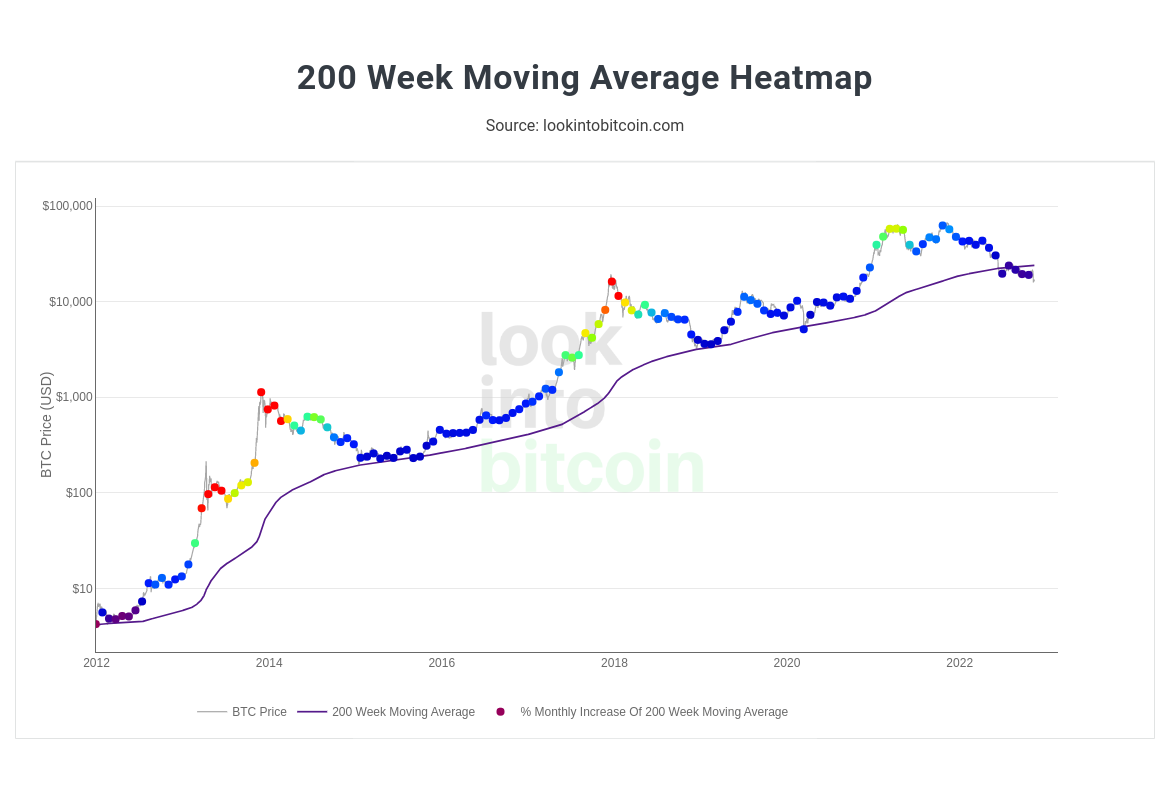 200 Week Moving Average Heatmap
Source: lookintobitcoin.com
$100,000
$10,000
$1,000
$100
$10
BTC Price (USD)
look
into
bitcoin
2012 2014 2016 2018 2020 2022
BTC Price 200 Week Moving Average % Monthly Increase Of 200 Week Moving Average